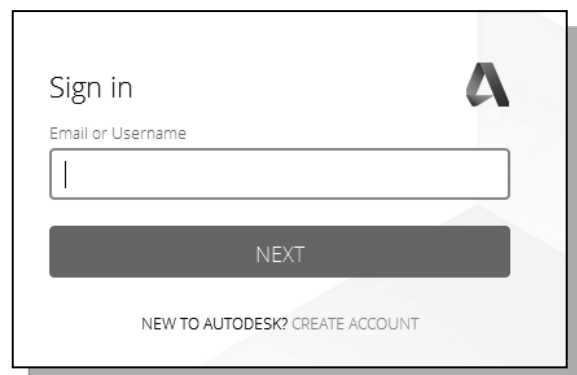 Sign in
Email or Username
NEXT
NEW TO AUTODESK? CREATE ACCOUNT